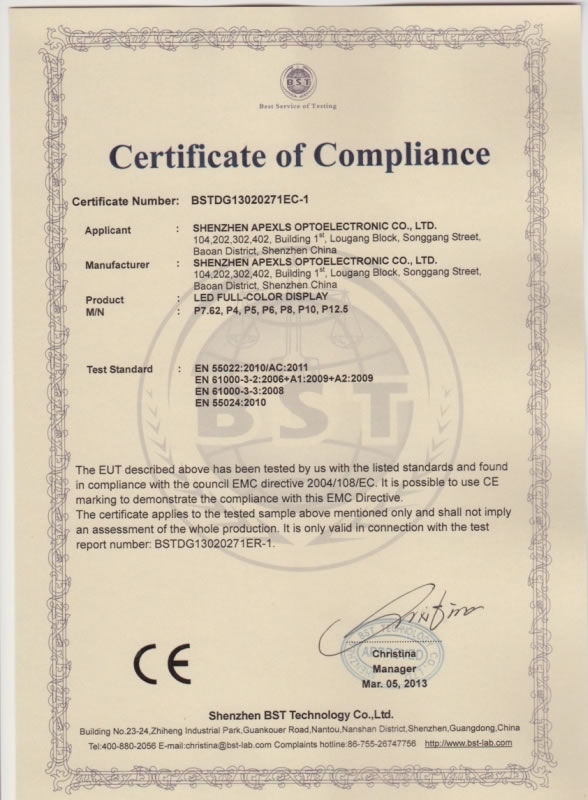 BST
Best Service of Testing
Certificate of Compliance
Certificate Number: BSTDG13020271EC-1
Applicant : SHENZHEN APEXLS OPTOELECTRONIC CO., LTD.
104,202,302,402, Building 1st, Lougang Block, Songgang Street,
Baoan District, Shenzhen China
Manufacturer : SHENZHEN APEXLS OPTOELECTRONIC CO., LTD.
104,202,302,402, Building 1st, Lougang Block, Songgang Street,
Baoan District, Shenzhen China
Product : LED FULL-COLOR DISPLAY
M/N : P7.62, P4, P5, P6, P8, P10, P12.5
Test Standard : EN 55022:2010/AC:2011
EN 61000-3-2:2006+A1:2009+A2:2009
EN 61000-3-3:2008
EN 55024:2010
BST
The EUT described above has been tested by us with the listed standards and found
in compliance with the council EMC directive 2004/108/EC. It is possible to use CE
marking to demonstrate the compliance with this EMC Directive.
The certificate applies to the tested sample above mentioned only and shall not imply
an assessment of the whole production. It is only valid in connection with the test
report number: BSTDG13020271ER-1.
Christina
CE
Christina
Manager
Mar. 05, 2013
Shenzhen BST Technology Co.,Ltd.
Building No.23-24,Zhiheng Industrial Park,Guankouer Road,Nantou,Nanshan District,Shenzhen,Guangdong,China
Tel:400-880-2056 E-mail:christina@bst-lab.com Complaints hotline:86-755-26747756 http://www.bst-lab.com